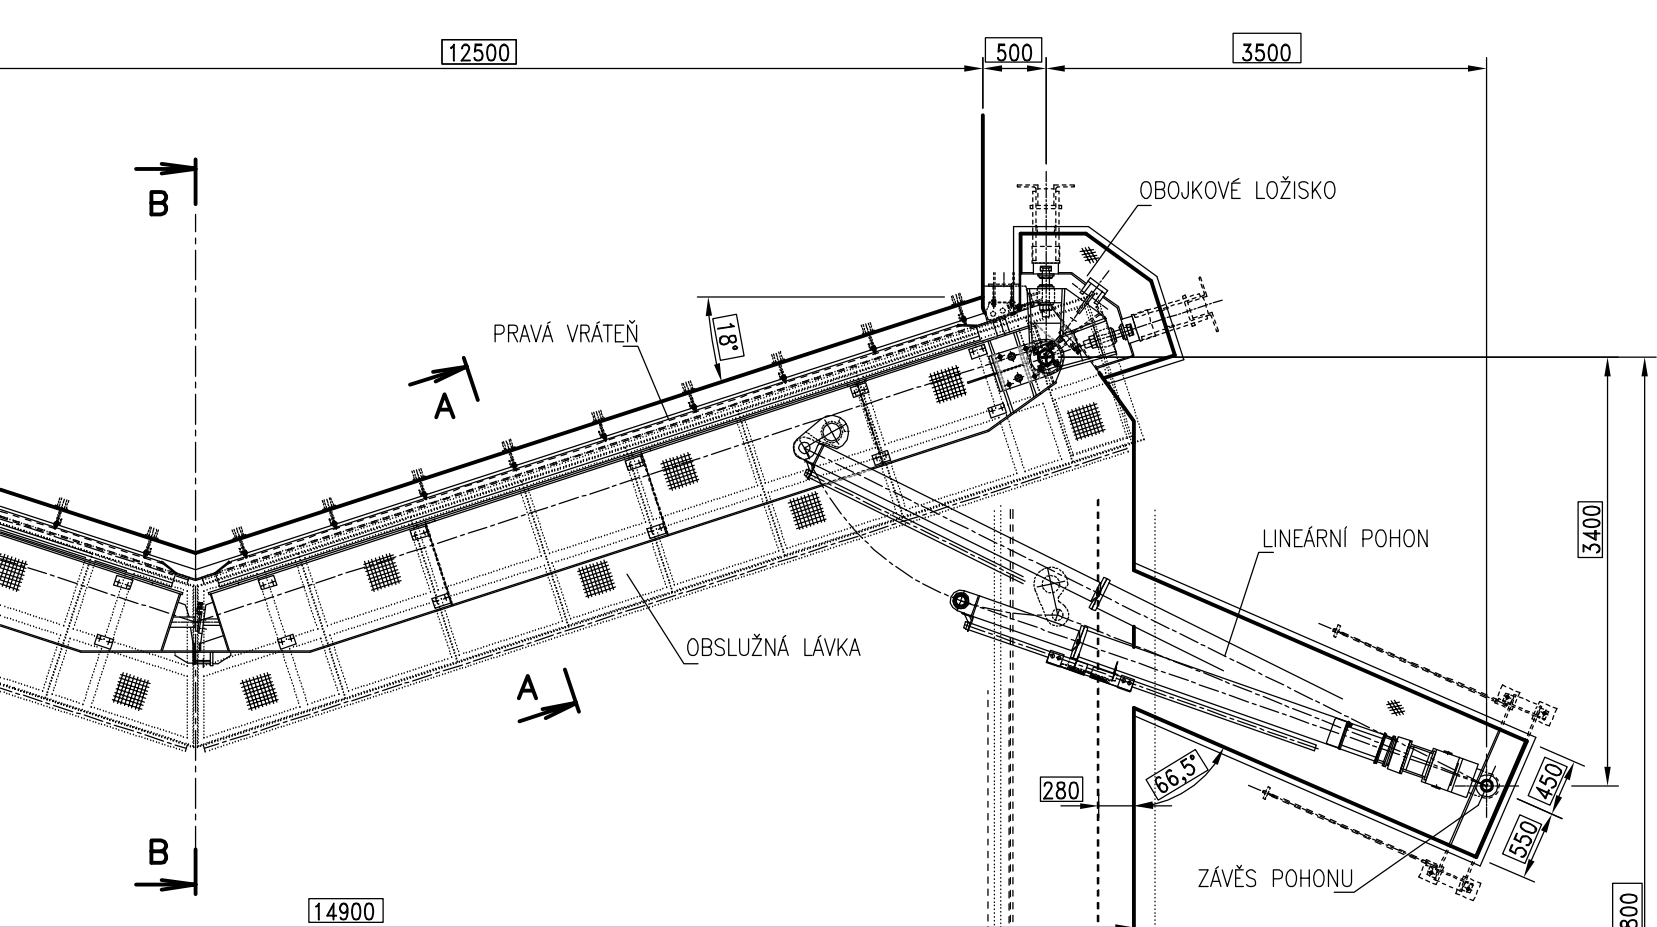 12500
500
3500
B
OBOJKOVÉ LOŽISKO
PRAVÁ VRÁTEŇ
18°
A
3400
LINEÁRNÍ POHON
OBSLUŽNÁ LÁVKA
A
280
66,5°
450
550
B
ZÁVĚS POHONU
14900
800